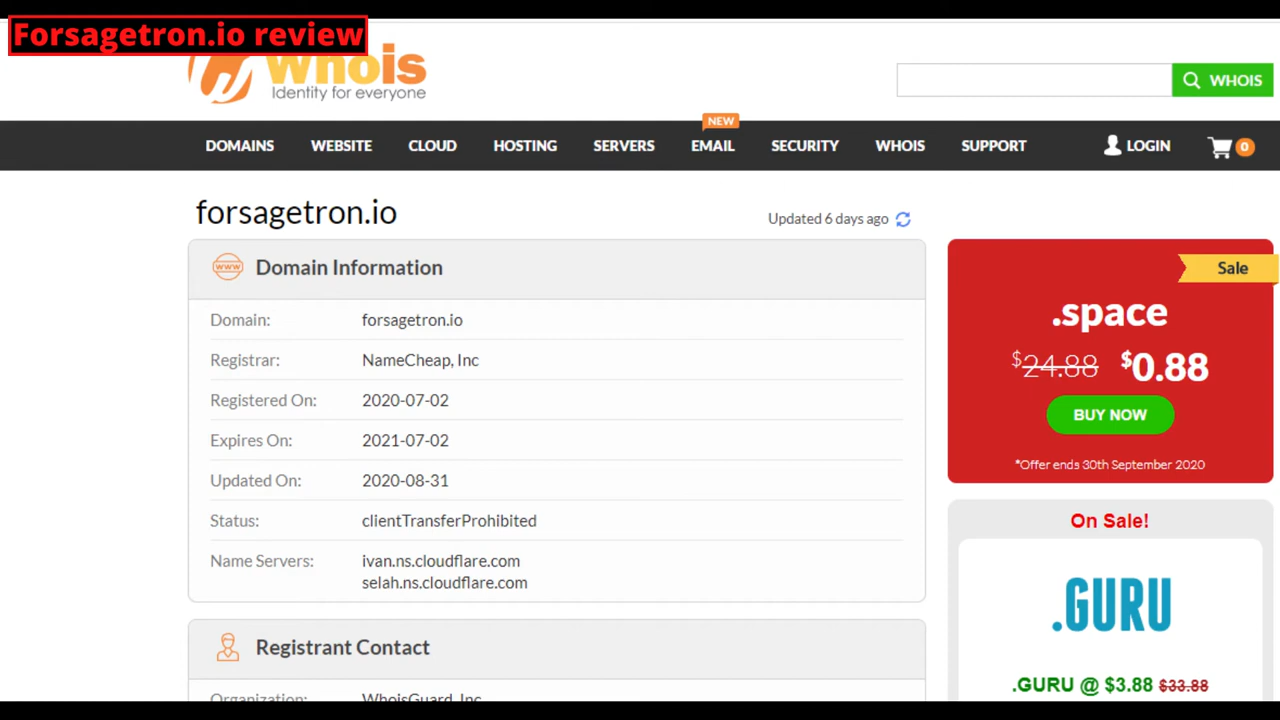 Forsagetron.io review
Whois
Identity for everyone
WHOIS
NEW
DOMAINS WEBSITE CLOUD HOSTING SERVERS EMAIL SECURITY WHOIS SUPPORT LOGIN 0
forsagetron.io
Updated 6 days ago
www
Domain Information
Domain: forsagetron.io
Registrar: NameCheap, Inc
Registered On: 2020-07-02
Expires On: 2021-07-02
Updated On: 2020-08-31
Status: clientTransferProhibited
Name Servers: ivan.ns.cloudflare.com
selah.ns.cloudflare.com
Registrant Contact
Organization: WhoisGuard, Inc.
Sale
.space
$24.88 $0.88
BUY NOW
*Offer ends 30th September 2020
On Sale!
.GURU
.GURU @ $3.88 $33.88